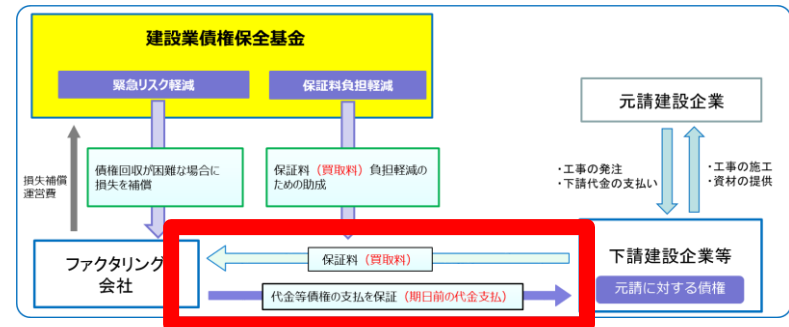 建設業債権保全基金
緊急リスク軽減
保証料負担軽減
元請建設企業
損失補償
運営費
債権回収が困難な場合に
損失を補償
保証料（買取料）負担軽減の
ための助成
・工事の発注
・下請代金の支払い
・工事の施工
・資材の提供
ファクタリング
会社
保証料（買取料）
代金等債権の支払を保証（期日前の代金支払）
下請建設企業等
元請に対する債権